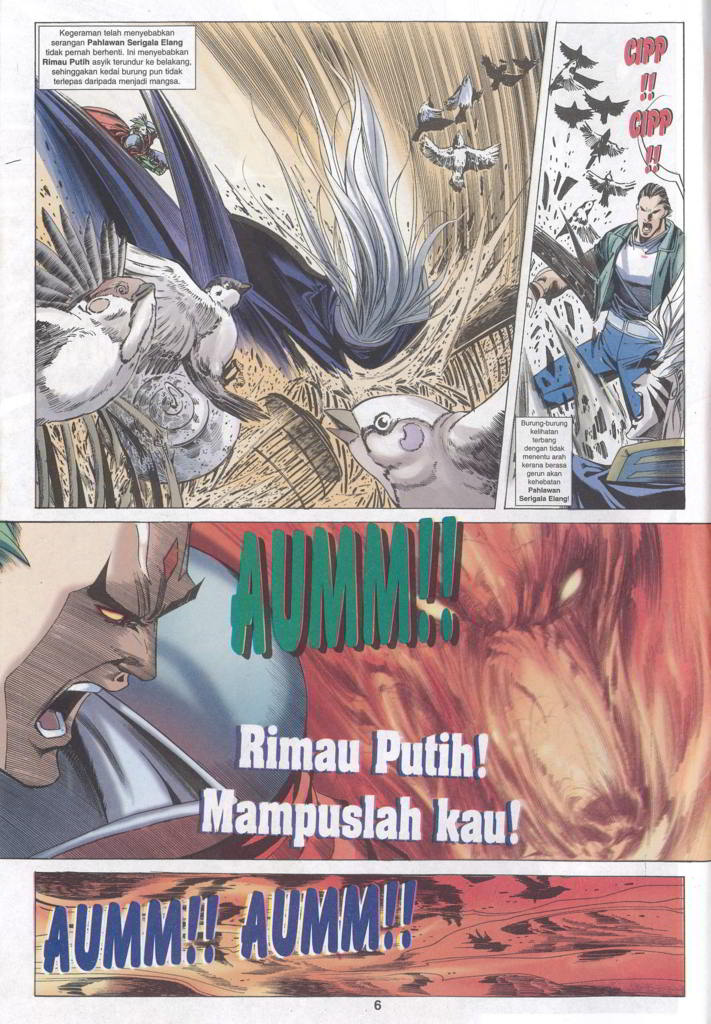 Kegeraman telah menyebabkan
serangan Pahlawan Serigala Elang
tidak pernah berhenti. Ini menyebabkan
Rimau Putih asyik terundur ke belakang,
sehinggakan kedai burung pun tidak
terlepas daripada menjadi mangsa.
CIPP
!!
CIPP
!!
Burung-burung
kelihatan
terbang
dengan tidak
menentu arah
kerana berasa
gerun akan
kehebatan
Pahlawan
Serigala Elang!
AUMM!!
Rimau Putih!
Mampuslah kau!
AUMM!! AUMM!!
6